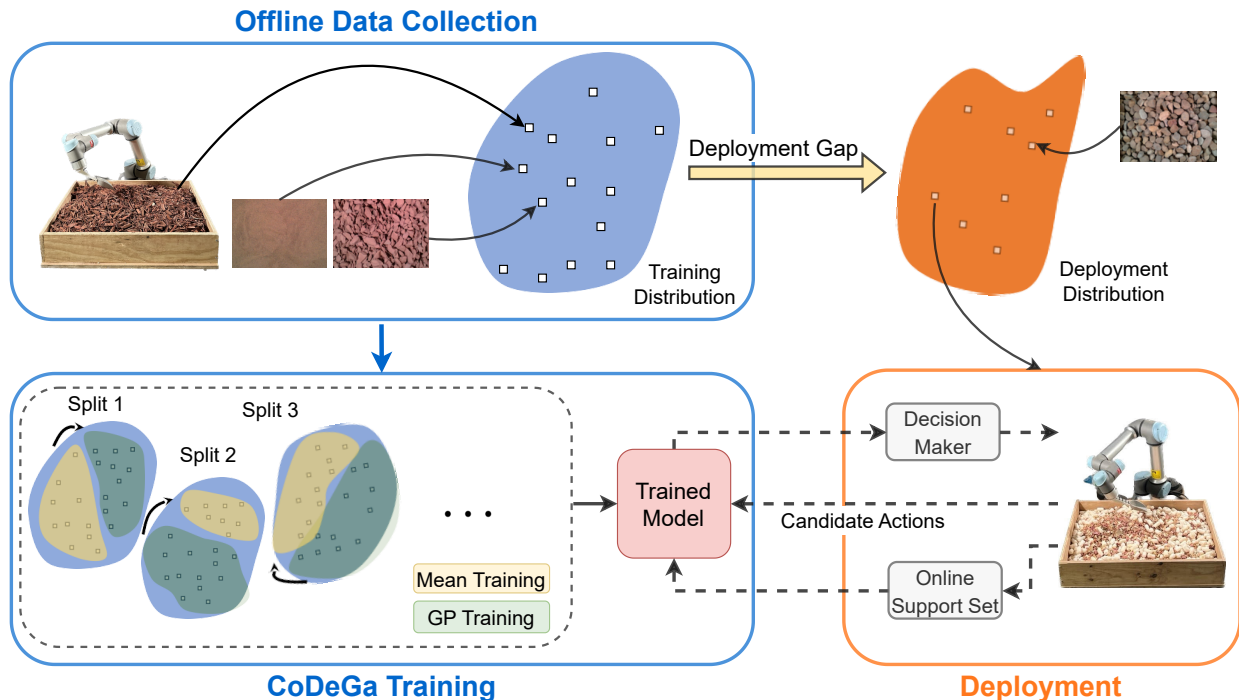 Offline Data Collection
Deployment Gap
Training
Distribution
Deployment
Distribution
Split 1
Split 2
Split 3
. . .
Mean Training
GP Training
Trained
Model
Decision
Maker
Candidate Actions
Online
Support Set
CoDeGa Training
Deployment